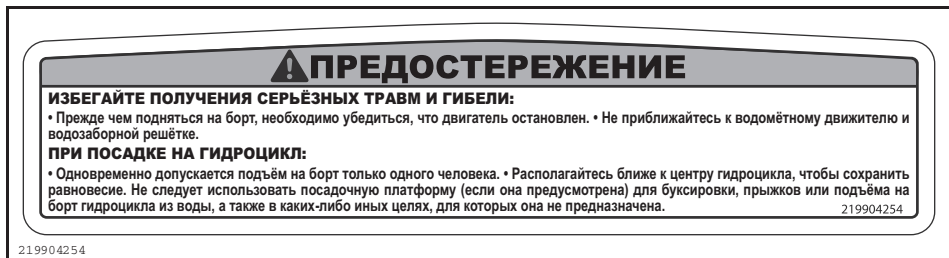 ПРЕДОСТЕРЕЖЕНИЕ
ИЗБЕГАЙТЕ ПОЛУЧЕНИЯ СЕРЬЁЗНЫХ ТРАВМ И ГИБЕЛИ:
• Прежде чем подняться на борт, необходимо убедиться, что двигатель остановлен. • Не приближайтесь к водомётному движителю и
водозаборной решётке.
ПРИ ПОСАДКЕ НА ГИДРОЦИКЛ:
• Одновременно допускается подъём на борт только одного человека. • Располагайтесь ближе к центру гидроцикла, чтобы сохранить
равновесие. Не следует использовать посадочную платформу (если она предусмотрена) для буксировки, прыжков или подъёма на
борт гидроцикла из воды, а также в каких-либо иных целях, для которых она не предназначена.
219904254
219904254